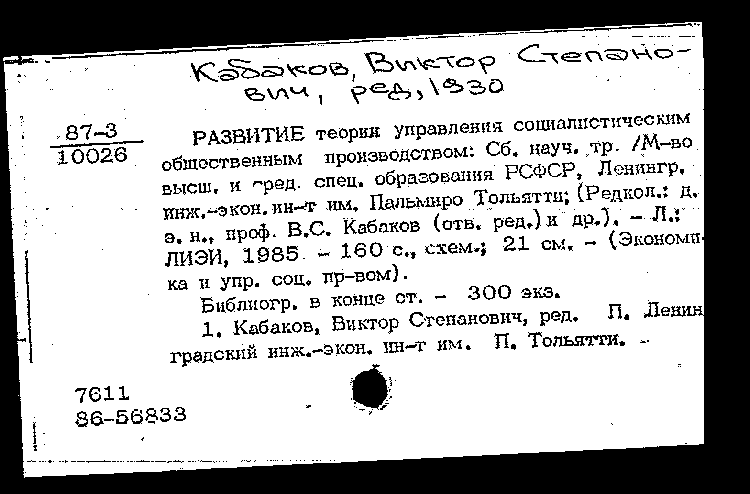 Кабаков, Виктор Степано-
вич, ред., 1930
87-3
10026
РАЗВИТИЕ теории управления социалистическим
общественным производством: Сб. науч. тр. /М-во
высш. и сред. спец. образования РСФСР, Ленингр.
инж.-экон. ин-т им. Пальмиро Тольятти; (Редкол.: д.
э. н., проф. В.С. Кабаков (отв. ред.) и др.). - Л.:
ЛИЭИ, 1985. - 160 с., схем.; 21 см. - (Экономи-
ка и упр. соц. пр-вом).
Библиогр. в конце ст. - 300 экз.
1. Кабаков, Виктор Степанович, ред. П. Ленин
градский инж.-экон. ин-т им. П. Тольятти. -
7611
86-56833